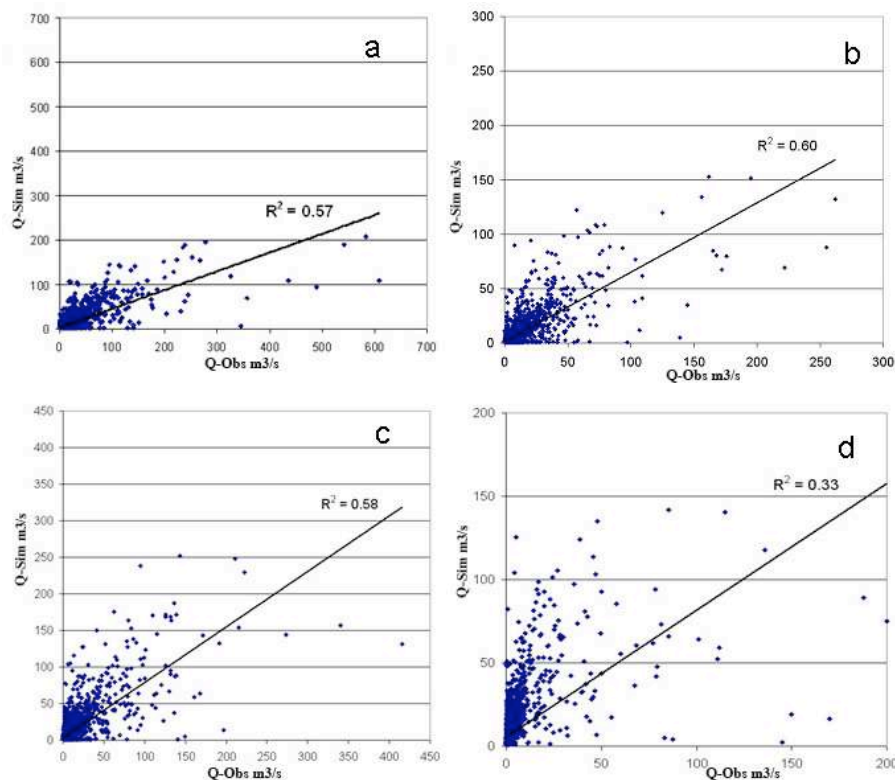 a
700
600
500
400
300
200
100
0
Q-Sim m3/s
R² = 0.57
0 100 200 300 400 500 600 700
Q-Obs m3/s
b
300
250
200
150
100
50
0
Q-Sim m3/s
R² = 0.60
0 50 100 150 200 250 300
Q-Obs m3/s
c
450
400
350
300
250
200
150
100
50
0
Q-Sim m3/s
R² = 0.58
0 50 100 150 200 250 300 350 400 450
Q-Obs m3/s
d
200
150
100
50
0
Q-Sim m3/s
R² = 0.33
0 50 100 150 200
Q-Obs m3/s